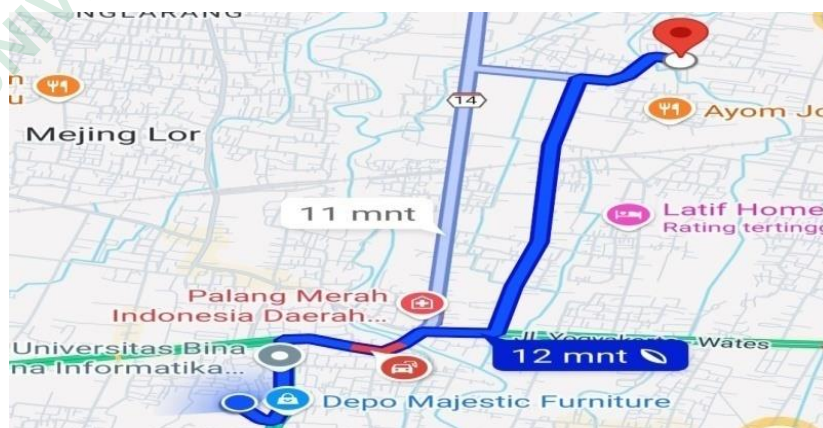 NGLARANG
14
Mejing Lor
Ayom Jo
11 mnt
Latif Home
Rating tertingg
Palang Merah
Indonesia Daerah...
Jl. Yogyakarta - Wates
Universitas Bina
na Informatika...
12 mnt
Depo Majestic Furniture